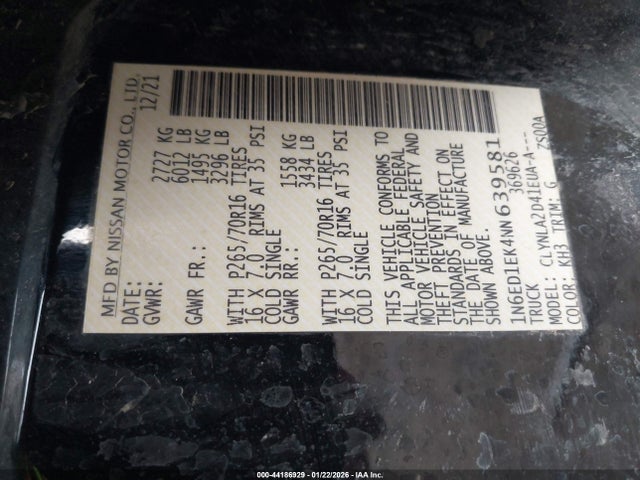 MFD BY NISSAN MOTOR CO., LTD.
DATE: 12/21
GVWR: 2727 KG
6012 LB
GAWR FR.: 1495 KG
3296 LB
WITH P265/70R16 TIRES
16 X 7.0 RIMS AT 35 PSI
COLD SINGLE
GAWR RR.: 1558 KG
3434 LB
WITH P265/70R16 TIRES
16 X 7.0 RIMS AT 35 PSI
COLD SINGLE
THIS VEHICLE CONFORMS TO
ALL APPLICABLE FEDERAL
MOTOR VEHICLE SAFETY AND
THEFT PREVENTION
STANDARDS IN EFFECT ON
THE DATE OF MANUFACTURE
SHOWN ABOVE.
1N6ED1EK4NN639581
TRUCK 369626
MODEL: CLYNLA2D41EUA-A---
COLOR: KH3 TRIM: G ZS00A
000-44186929 - 01/22/2026 - IAA Inc.